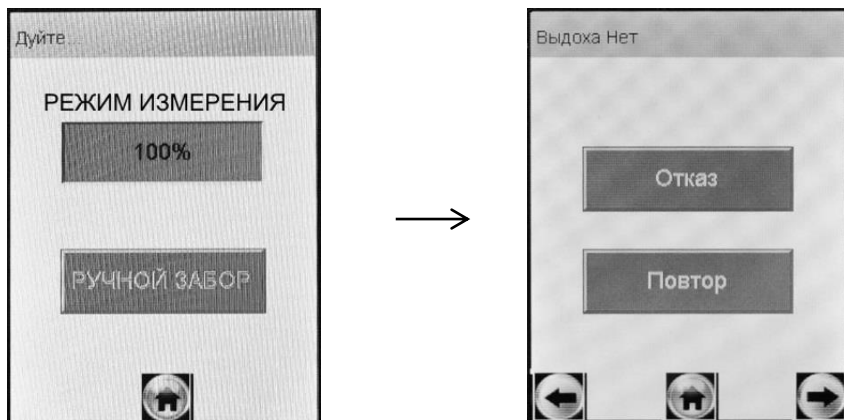 Дуйте...
РЕЖИМ ИЗМЕРЕНИЯ
100%
РУЧНОЙ ЗАБОР
Выдоха Нет
Отказ
Повтор